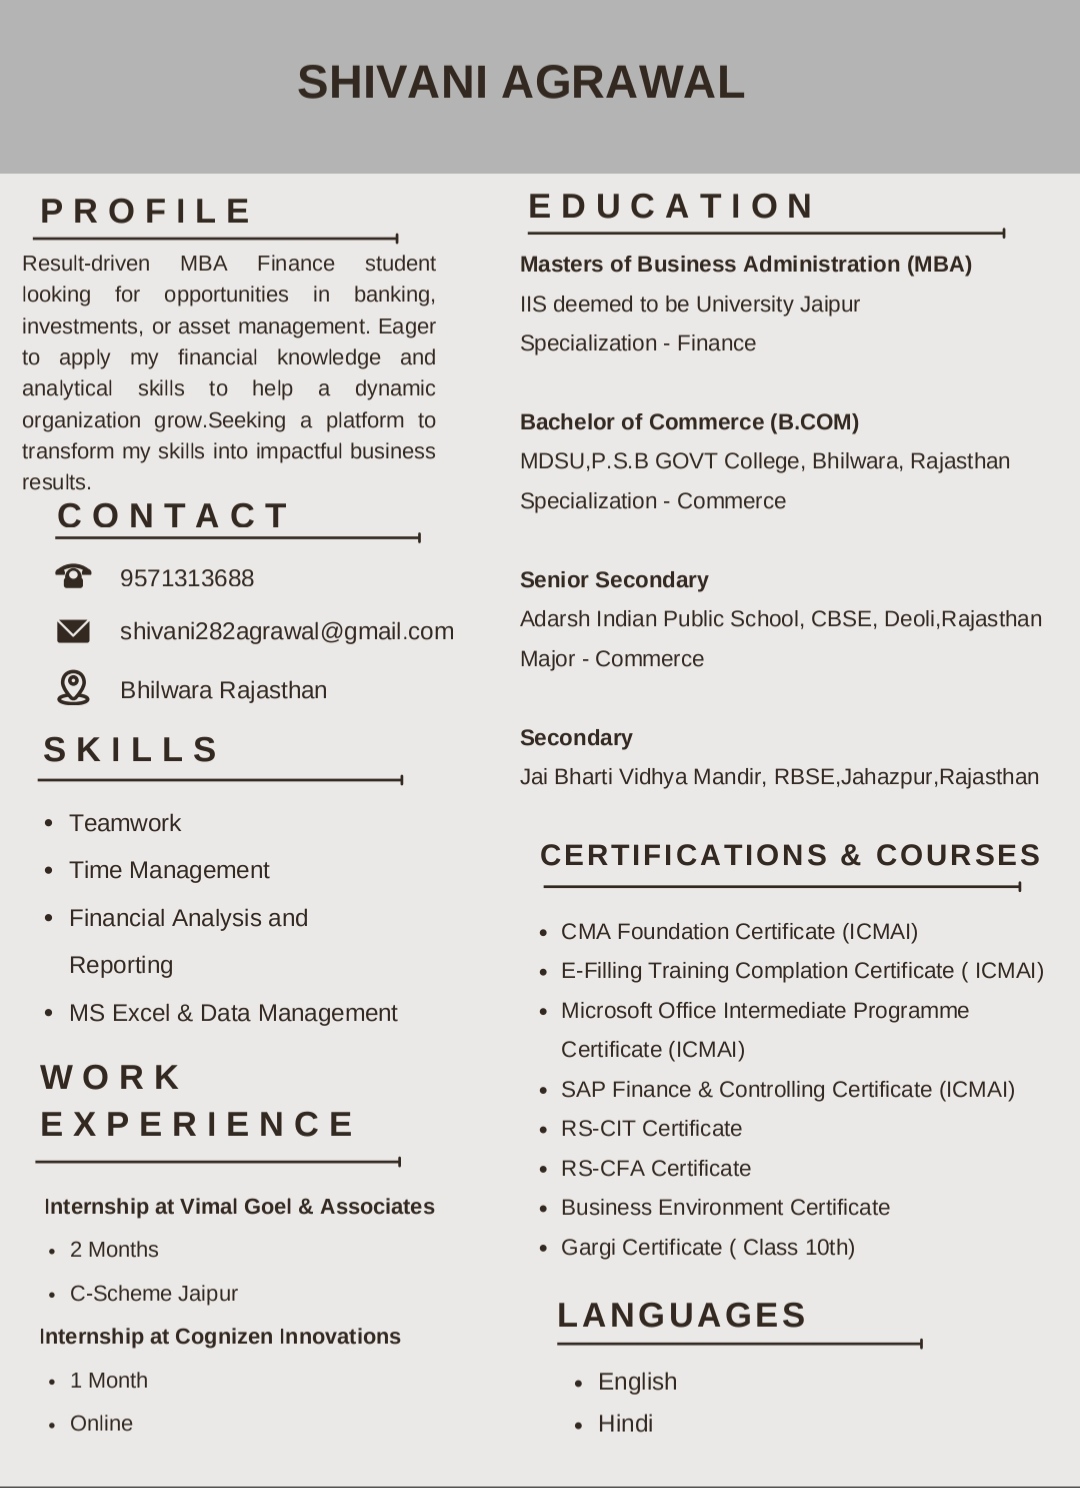 SHIVANI AGRAWAL
PROFILE
Result-driven MBA Finance student
looking for opportunities in banking,
investments, or asset management. Eager
to apply my financial knowledge and
analytical skills to help a dynamic
organization grow.Seeking a platform to
transform my skills into impactful business
results.
CONTACT
9571313688
shivani282agrawal@gmail.com
Bhilwara Rajasthan
SKILLS
• Teamwork
• Time Management
• Financial Analysis and
Reporting
• MS Excel & Data Management
WORK
EXPERIENCE
Internship at Vimal Goel & Associates
• 2 Months
• C-Scheme Jaipur
Internship at Cognizen Innovations
• 1 Month
• Online
EDUCATION
Masters of Business Administration (MBA)
IIS deemed to be University Jaipur
Specialization - Finance
Bachelor of Commerce (B.COM)
MDSU,P.S.B GOVT College, Bhilwara, Rajasthan
Specialization - Commerce
Senior Secondary
Adarsh Indian Public School, CBSE, Deoli,Rajasthan
Major - Commerce
Secondary
Jai Bharti Vidhya Mandir, RBSE,Jahazpur,Rajasthan
CERTIFICATIONS & COURSES
• CMA Foundation Certificate (ICMAI)
• E-Filling Training Complation Certificate ( ICMAI)
• Microsoft Office Intermediate Programme
Certificate (ICMAI)
• SAP Finance & Controlling Certificate (ICMAI)
• RS-CIT Certificate
• RS-CFA Certificate
• Business Environment Certificate
• Gargi Certificate ( Class 10th)
LANGUAGES
• English
• Hindi